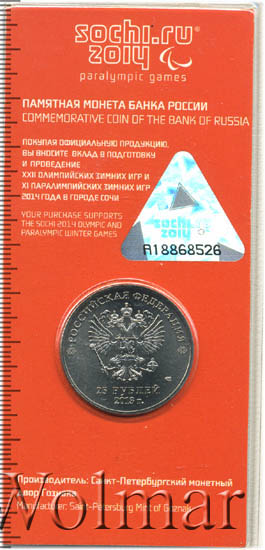 sochi.ru
2014
paralympic games
ПАМЯТНАЯ МОНЕТА БАНКА РОССИИ
COMMEMORATIVE COIN OF THE BANK OF RUSSIA
ПОКУПАЯ ОФИЦИАЛЬНУЮ ПРОДУКЦИЮ,
ВЫ ВНОСИТЕ ВКЛАД В ПОДГОТОВКУ
И ПРОВЕДЕНИЕ
XXII ОЛИМПИЙСКИХ ЗИМНИХ ИГР И
XI ПАРАЛИМПИЙСКИХ ЗИМНИХ ИГР
2014 ГОДА В ГОРОДЕ СОЧИ
YOUR PURCHASE SUPPORTS
THE SOCHI 2014 OLYMPIC AND
PARALYMPIC WINTER GAMES
sochi
2014
A18868526
РОССИЙСКАЯ ФЕДЕРАЦИЯ
25 РУБЛЕЙ
2013 г.
Производитель: Санкт-Петербургский монетный
двор Гознака
Manufacturer: Saint-Petersburg Mint of Goznak
Wolmar